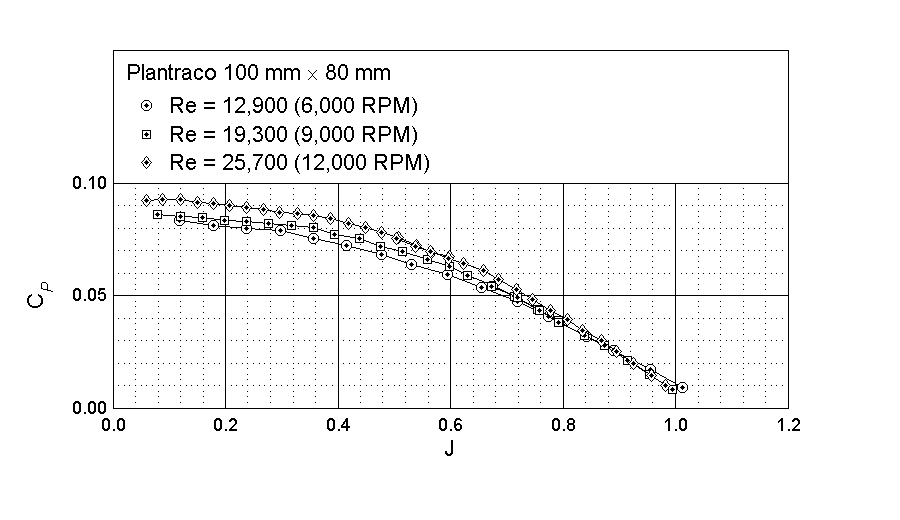 Plantraco 100 mm × 80 mm
Re = 12,900 (6,000 RPM)
Re = 19,300 (9,000 RPM)
Re = 25,700 (12,000 RPM)
0.10
0.05
0.00
C_P
0.0 0.2 0.4 0.6 0.8 1.0 1.2
J